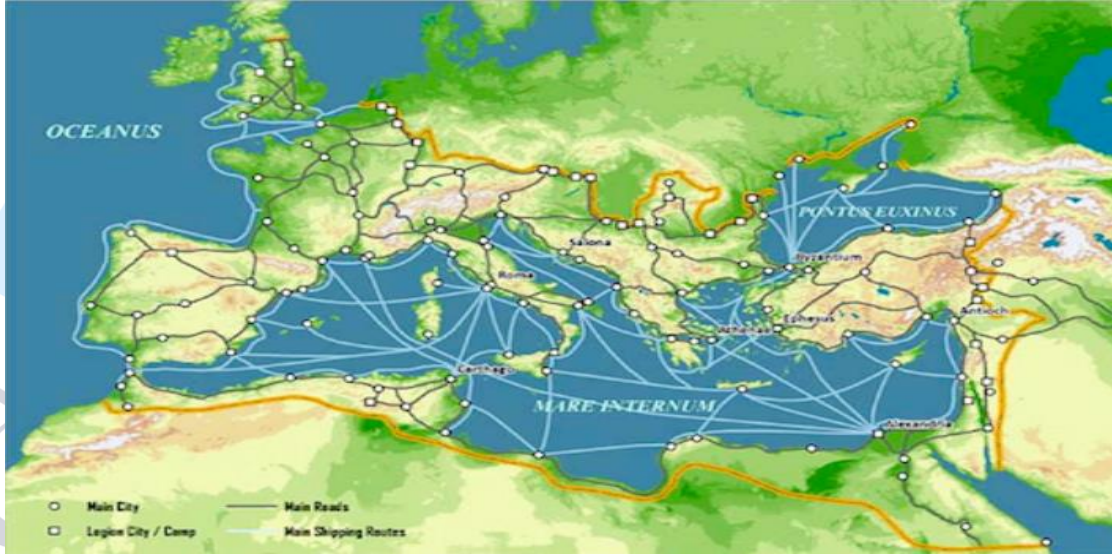 OCEANUS
PONTUS EUXINUS
Salona
Byzantium
Roma
Ephesus
Athenae
Antioch
Carthago
MARE INTERNUM
Alexandria
Main City
Main Roads
Legion City / Camp
Main Shipping Routes